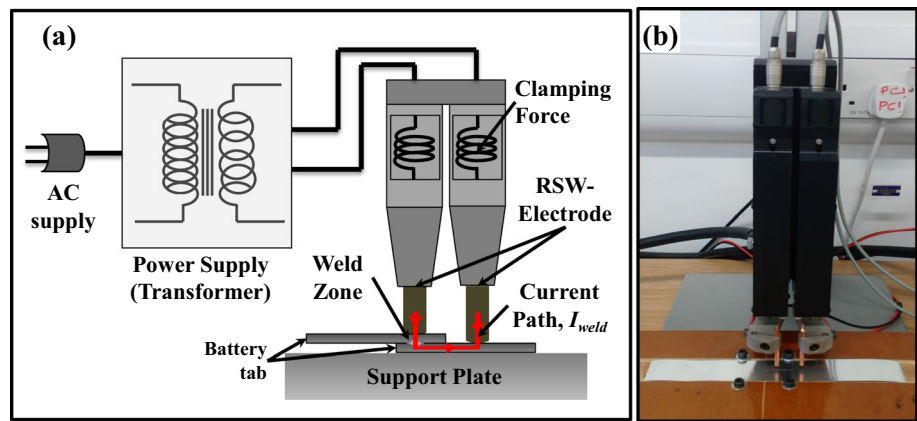 (a)
Clamping
Force
AC
supply
RSW-
Electrode
Power Supply
(Transformer)
Weld
Zone
Current
Path, I_weld
Battery
tab
Support Plate
(b)
PC!
PC!